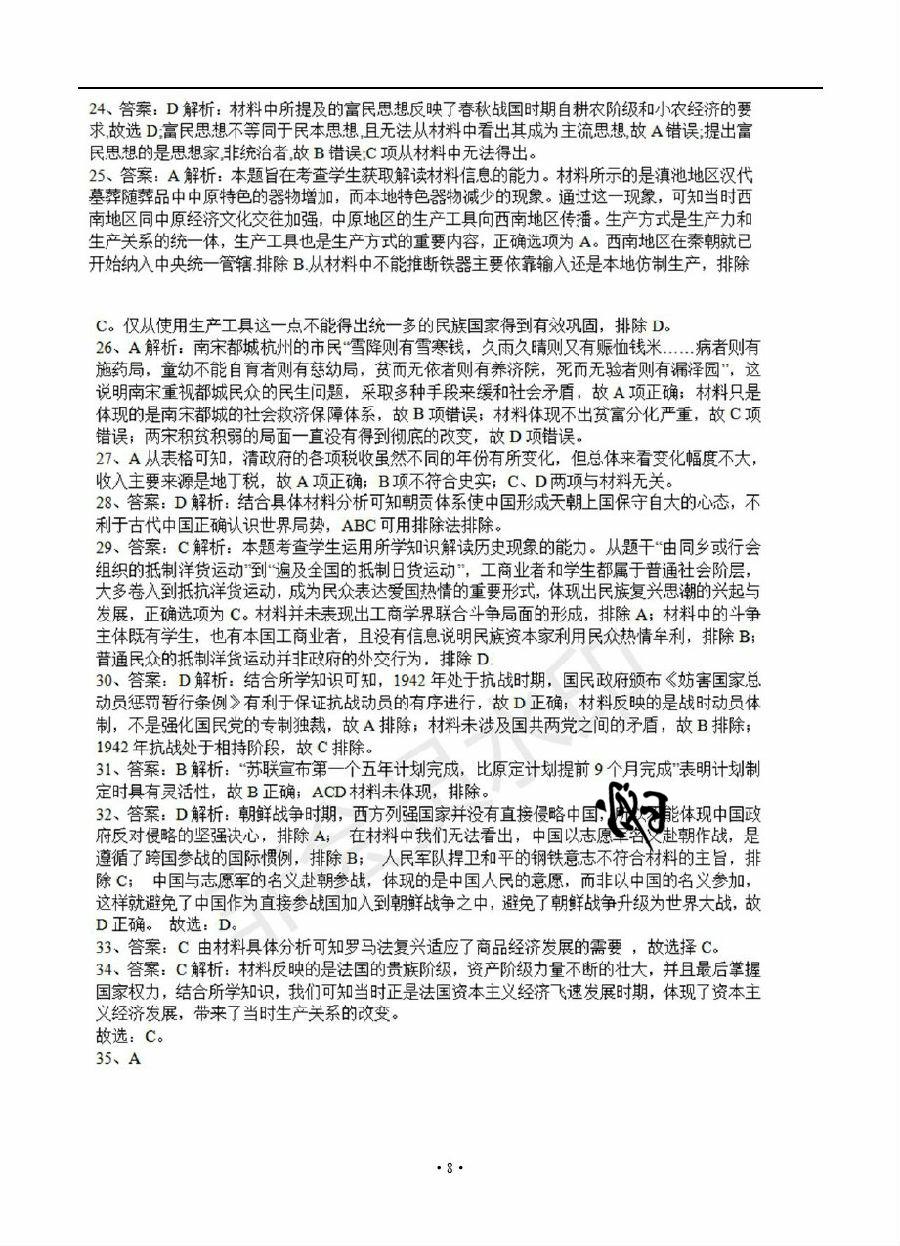 24、答案：D 解析：材料中所提及的富民思想反映了春秋战国时期自耕农阶级和小农经济的要
求,故选 D;富民思想不等同于民本思想,且无法从材料中看出其成为主流思想,故 A 错误;提出富
民思想的是思想家,非统治者,故 B 错误;C 项从材料中无法得出。
25、答案：A 解析：本题旨在考查学生获取解读材料信息的能力。材料所示的是滇池地区汉代
墓葬随葬品中中原特色的器物增加，而本地特色器物减少的现象。通过这一现象，可知当时西
南地区同中原经济文化交往加强，中原地区的生产工具向西南地区传播。生产方式是生产力和
生产关系的统一体，生产工具也是生产方式的重要内容，正确选项为 A。西南地区在秦朝就已
开始纳入中央统一管辖.排除 B.从材料中不能推断铁器主要依靠输入还是本地仿制生产，排除
C。仅从使用生产工具这一点不能得出统一多的民族国家得到有效巩固，排除 D。
26、A 解析：南宋都城杭州的市民“雪降则有雪寒钱，久雨久晴则又有赈恤钱米……病者则有
施药局，童幼不能自育者则有慈幼局，贫而无依者则有养济院，死而无殓者则有漏泽园”，这
说明南宋重视都城民众的民生问题，采取多种手段来缓和社会矛盾，故 A 项正确；材料只是
体现的是南宋都城的社会救济保障体系，故 B 项错误；材料体现不出贫富分化严重，故 C 项
错误；两宋积贫积弱的局面一直没有得到彻底的改变，故 D 项错误。
27、A 从表格可知，清政府的各项税收虽然不同的年份有所变化，但总体来看变化幅度不大，
收入主要来源是地丁税，故 A 项正确；B 项不符合史实；C、D 两项与材料无关。
28、答案：D 解析：结合具体材料分析可知朝贡体系使中国形成天朝上国保守自大的心态，不
利于古代中国正确认识世界局势，ABC 可用排除法排除。
29、答案：C 解析：本题考查学生运用所学知识解读历史现象的能力。从题干“由同乡或行会
组织的抵制洋货运动”到“遍及全国的抵制日货运动”，工商业者和学生都属于普通社会阶层，
大多卷入到抵抗洋货运动，成为民众表达爱国热情的重要形式，体现出民族复兴思潮的兴起与
发展，正确选项为 C。材料并未表现出工商学界联合斗争局面的形成，排除 A；材料中的斗争
主体既有学生，也有本国工商业者，且没有信息说明民族资本家利用民众热情牟利，排除 B；
普通民众的抵制洋货运动并非政府的外交行为．排除 D.
30、答案：D 解析：结合所学知识可知，1942 年处于抗战时期，国民政府颁布《妨害国家总
动员惩罚暂行条例》有利于保证抗战动员的有序进行，故 D 正确；材料反映的是战时动员体
制，不是强化国民党的专制独裁，故 A 排除；材料未涉及国共两党之间的矛盾，故 B 排除；
1942 年抗战处于相持阶段，故 C 排除。
31、答案：B 解析：“苏联宣布第一个五年计划完成，比原定计划提前 9 个月完成”表明计划制
定时具有灵活性，故 B 正确；ACD 材料未体现，排除。
32、答案：D 解析：朝鲜战争时期，西方列强国家并没有直接侵略中国，能体现中国政
府反对侵略的坚强决心，排除 A； 在材料中我们无法看出，中国以志愿军名义赴朝作战，是
遵循了跨国参战的国际惯例，排除 B； 人民军队捍卫和平的钢铁意志不符合材料的主旨，排
除 C； 中国与志愿军的名义赴朝参战，体现的是中国人民的意愿，而非以中国的名义参加，
这样就避免了中国作为直接参战国加入到朝鲜战争之中，避免了朝鲜战争升级为世界大战，故
D 正确。 故选：D。
33、答案：C 由材料具体分析可知罗马法复兴适应了商品经济发展的需要 ，故选择 C。
34、答案：C 解析：材料反映的是法国的贵族阶级，资产阶级力量不断的壮大，并且最后掌握
国家权力，结合所学知识，我们可知当时正是法国资本主义经济飞速发展时期，体现了资本主
义经济发展，带来了当时生产关系的改变。
故选：C。
35、A
·8·